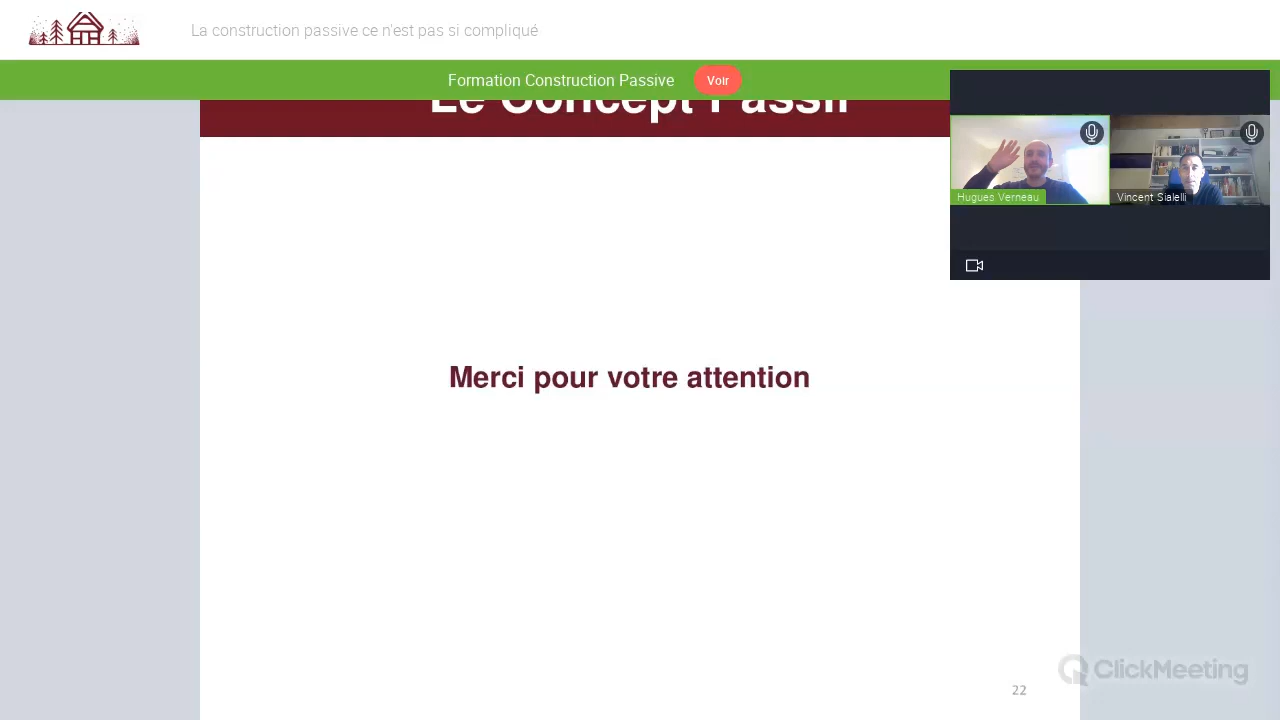 La construction passive ce n'est pas si compliqué
Formation Construction Passive
Voir
Le Concept Passif
Hugues Verneau
Vincent Sialelli
Merci pour votre attention
ClickMeeting
22